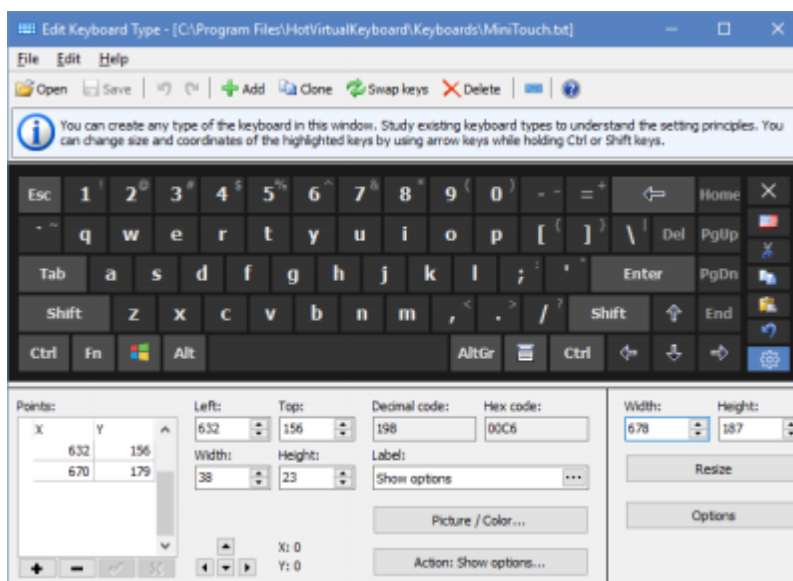 Edit Keyboard Type - [C:\Program Files\HotVirtualKeyboard\Keyboards\MiniTouch.txt]
File Edit Help
Open Save Add Clone Swap keys Delete
You can create any type of the keyboard in this window. Study existing keyboard types to understand the setting principles. You
can change size and coordinates of the highlighted keys by using arrow keys while holding Ctrl or Shift keys.
Esc 1 ! 2 @ 3 # 4 $ 5 % 6 ^ 7 & 8 * 9 ( 0 ) - – = + Home
` ~ q w e r t y u i o p [ { ] } \ | Del PgUp
Tab a s d f g h j k l ; : ' " Enter PgDn
Shift z x c v b n m , < . > / ? Shift End
Ctrl Fn Alt AltGr Ctrl
Points: Left: Top: Decimal code: Hex code: Width: Height:
X Y 632 156 198 00C6 678 187
632 156 Width: Height: Label:
670 179 38 23 Show options ... Resize
Picture / Color... Options
X: 0
Y: 0 Action: Show options...